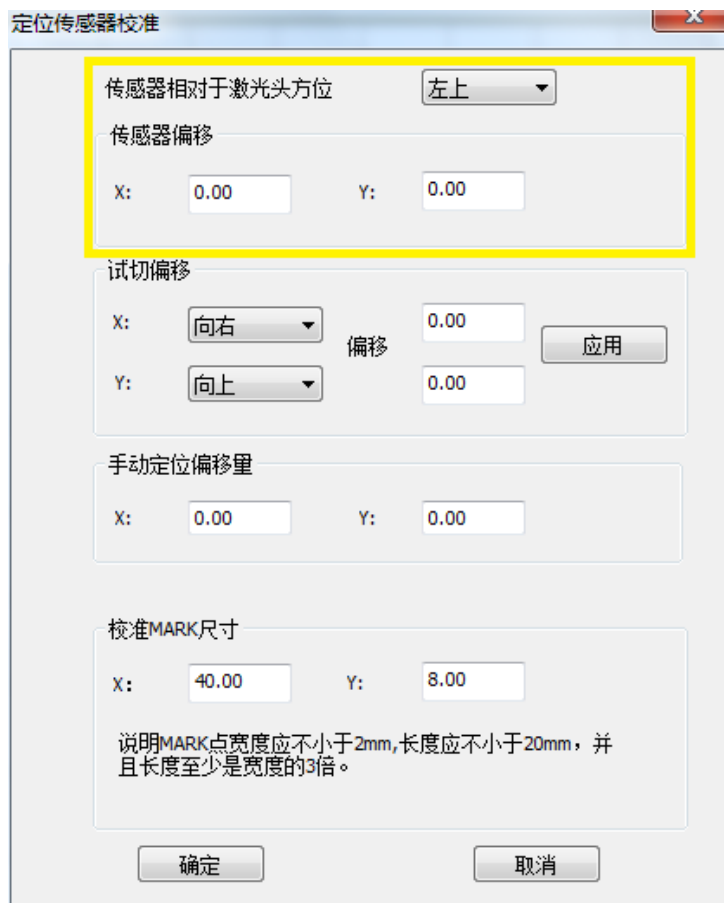 定位传感器校准
传感器相对于激光头方位 左上
传感器偏移
X: 0.00 Y: 0.00
试切偏移
X: 向右 偏移 0.00 应用
Y: 向上 0.00
手动定位偏移量
X: 0.00 Y: 0.00
校准MARK尺寸
X: 40.00 Y: 8.00
说明MARK点宽度应不小于2mm,长度应不小于20mm，并
且长度至少是宽度的3倍。
确定 取消